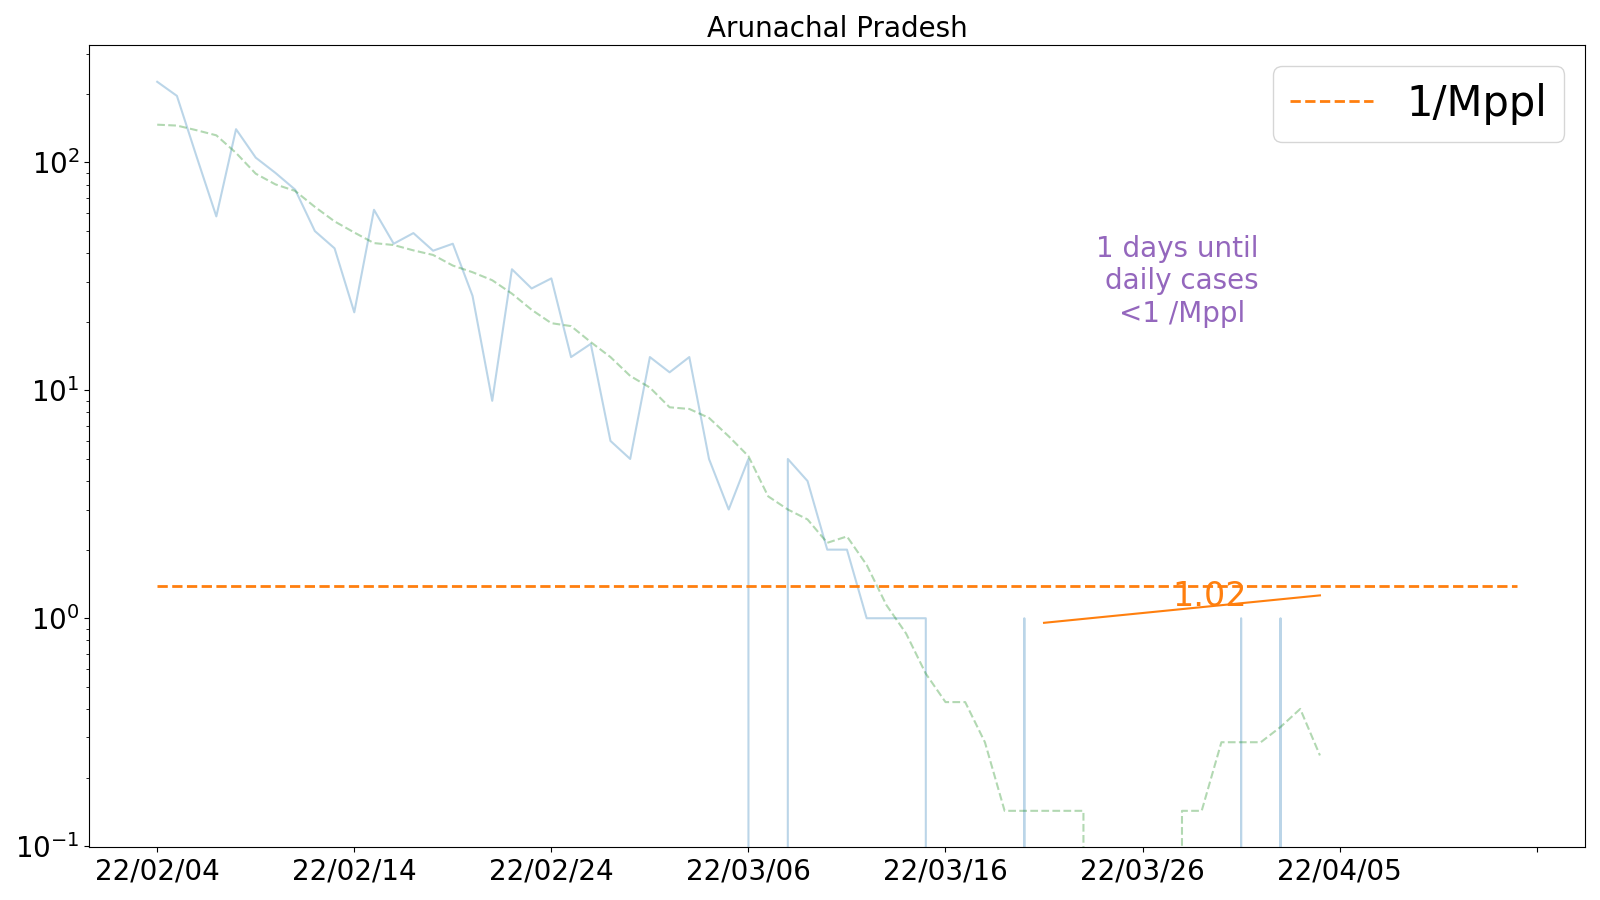 Arunachal Pradesh
1/Mppl
10²
1 days until
daily cases
<1 /Mppl
10¹
1.02
10⁰
10⁻¹
22/02/04 22/02/14 22/02/24 22/03/06 22/03/16 22/03/26 22/04/05